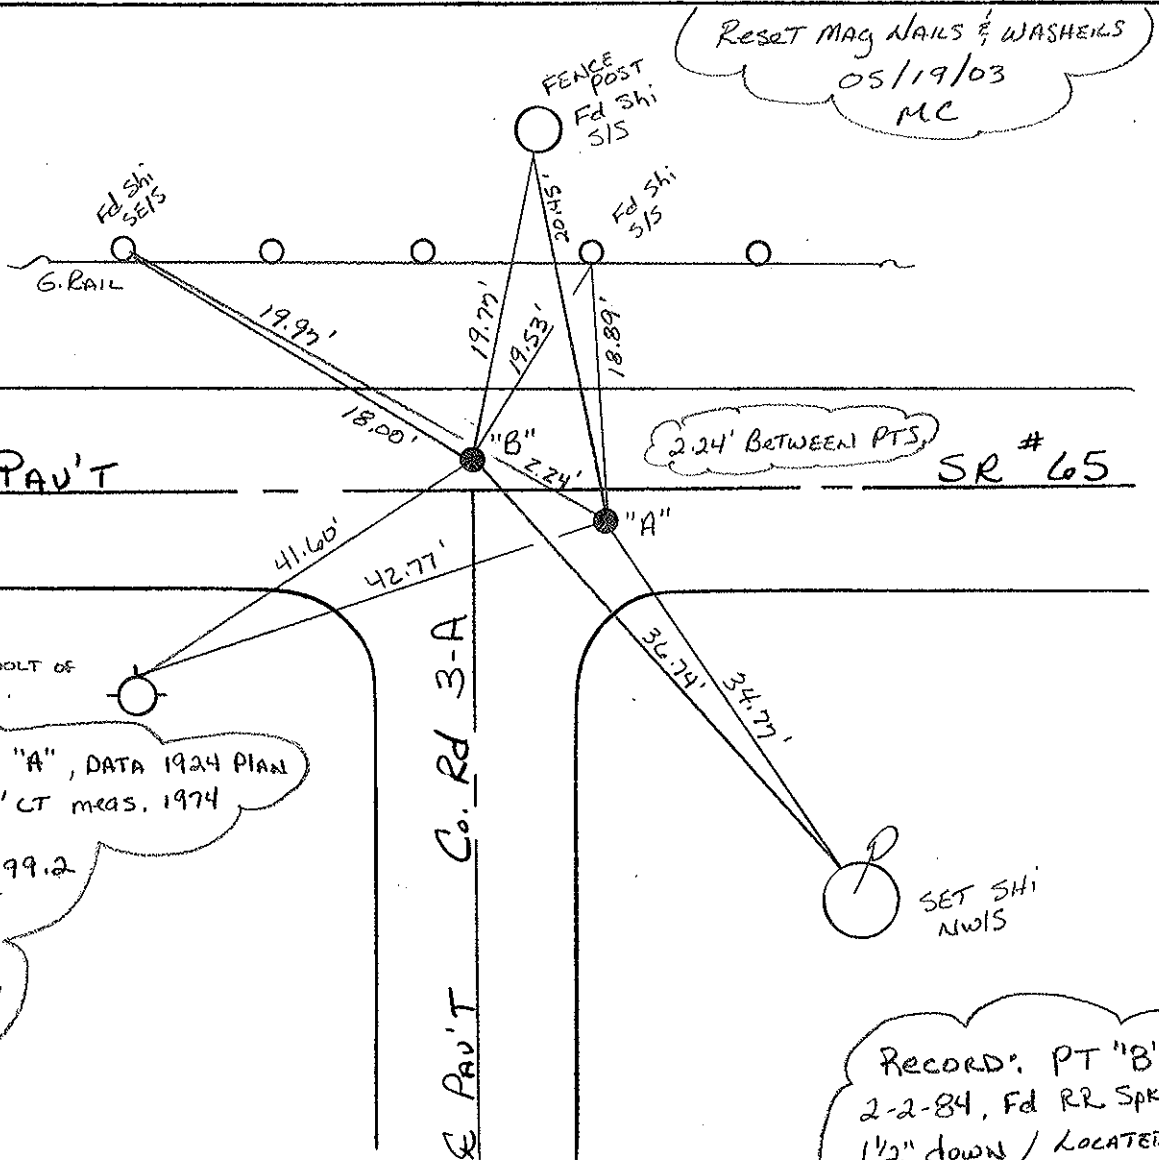 Reset Mag Nails & Washers
05/19/03
MC
FENCE
POST
Fd Shi
S/S
Fd Shi
SE/S
Fd Shi
S/S
G.RAIL
20.45'
19.97'
19.77'
19.53'
18.89'
18.00'
"B"
2.24'
2.24' BETWEEN PTS,
PAV'T
SR #65
"A"
41.60'
42.77'
36.74'
34.77'
OLT OF
"A", DATA 1924 PLAN
' CT meas. 1974
99.2
Co. Rd 3-A
℄ PAV'T
P
SET SHi
NW/S
RECORD: PT "B"
2-2-84, Fd RR Spk
1½" down / LOCATED